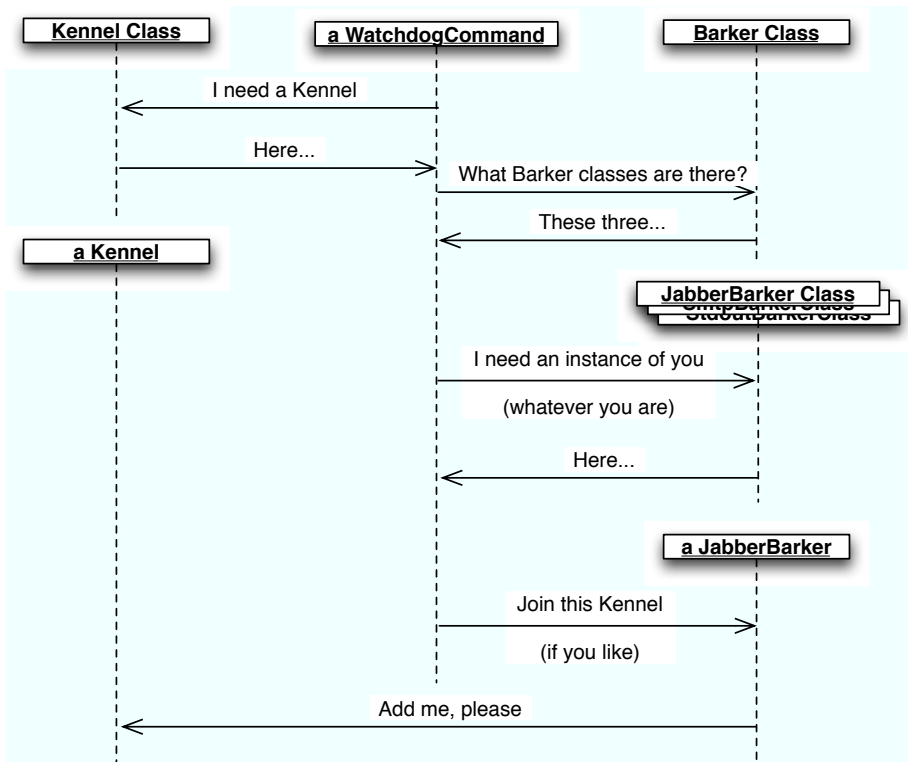 Kennel Class
a WatchdogCommand
Barker Class
I need a Kennel
Here...
What Barker classes are there?
These three...
a Kennel
JabberBarker Class
StdoutBarkerClass
I need an instance of you
(whatever you are)
Here...
a JabberBarker
Join this Kennel
(if you like)
Add me, please